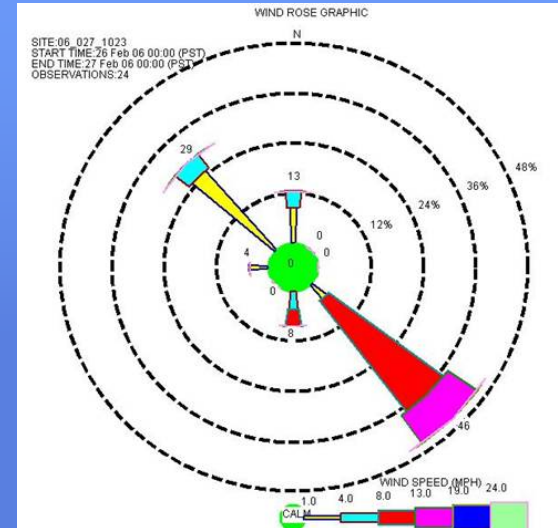 WIND ROSE GRAPHIC
SITE:06_027_1023
START TIME:26 Feb 06 00:00 (PST)
END TIME:27 Feb 06 00:00 (PST)
OBSERVATIONS:24
N
48%
36%
24%
12%
29
13
0
0
4
0
0
8
46
WIND SPEED (MPH)
1.0 4.0 8.0 13.0 19.0 24.0
CALM